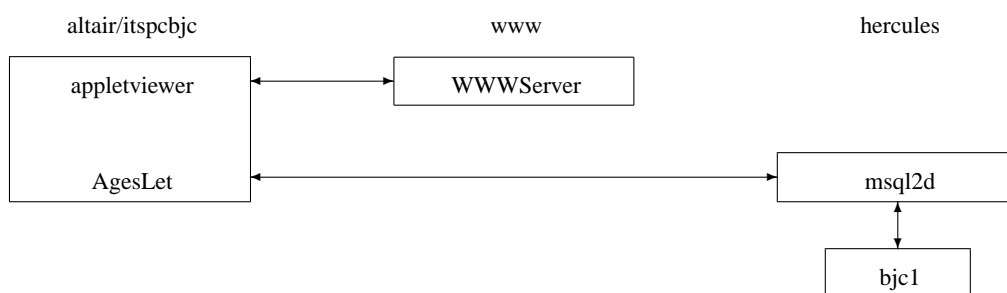 altair/itspcbjc www hercules
appletviewer WWWServer
AgesLet msql2d
bjc1